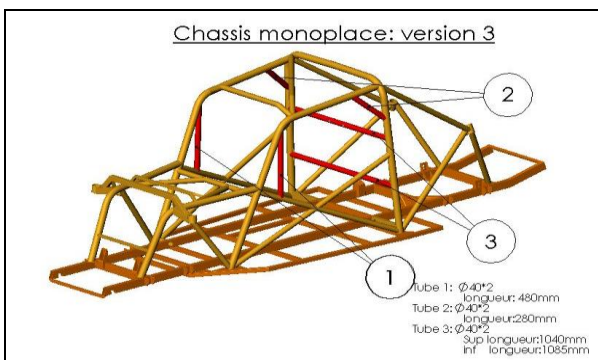 Chassis monoplace: version 3
2
3
1
Tube 1: Ø40*2
longueur: 480mm
Tube 2: Ø40*2
longueur:280mm
Tube 3: Ø40*2
Sup longueur:1040mm
Inf longueur:1085mm